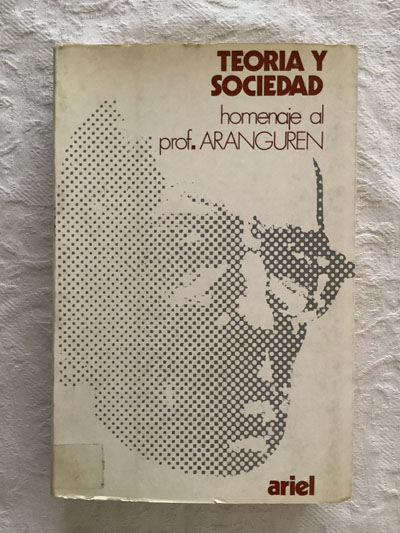 TEORIA Y
SOCIEDAD
homenaje al
prof. ARANGUREN
ariel